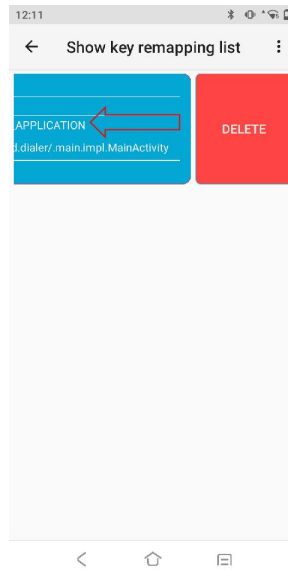 12:11
Show key remapping list
APPLICATION
DELETE
d.dialer/.main.impl.MainActivity